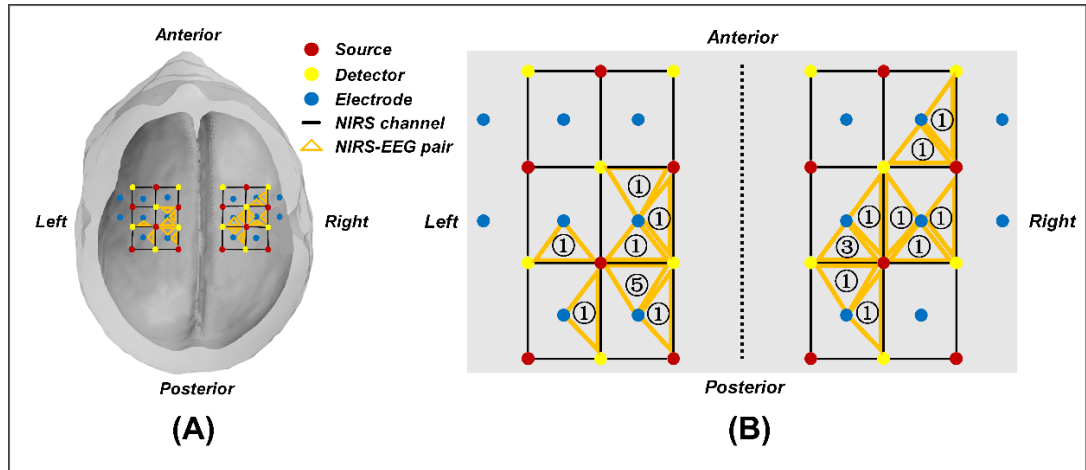 Anterior
Source
Detector
Electrode
NIRS channel
NIRS-EEG pair
Left
Right
Posterior
(A)
Anterior
①
①
①
①
①
①
①
①
①
Left
Right
①
①
③
①
①
⑤
①
①
①
Posterior
(B)